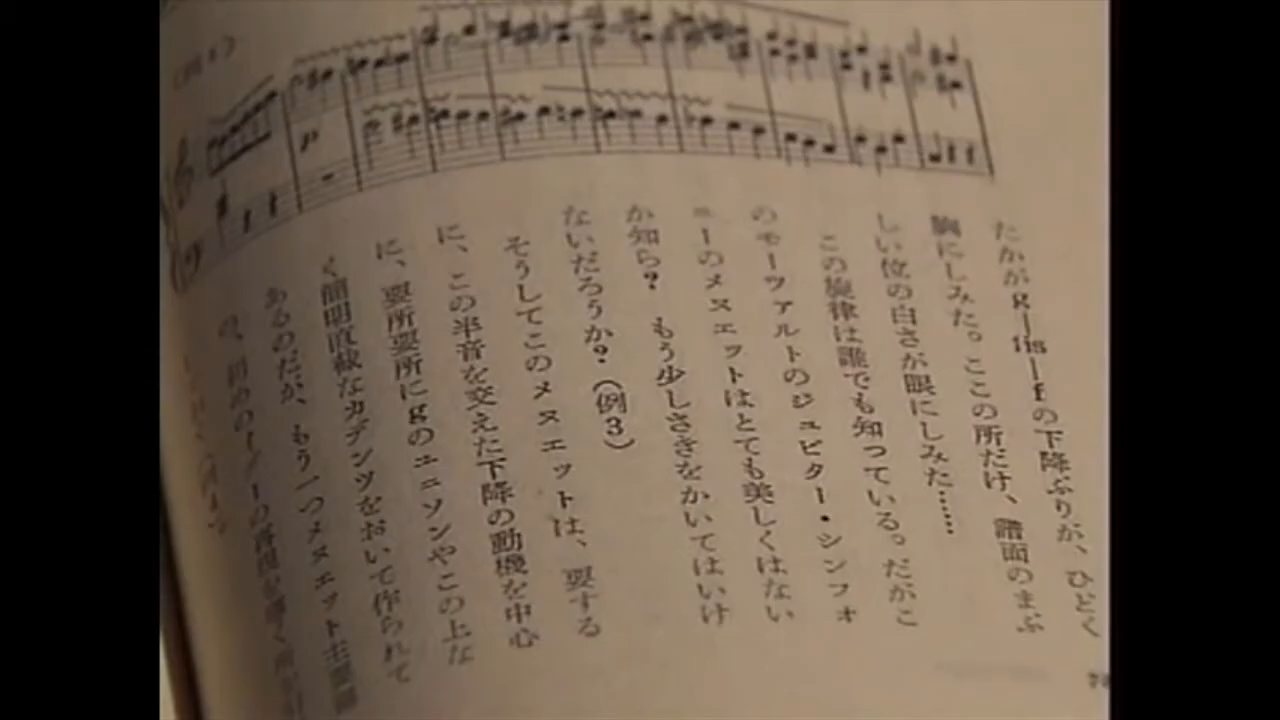 たかがg—fis—fの下降ぶりが、ひどく
胸にしみた。ここの所だけ、譜面のまぶ
しい位の白さが眼にしみた……
この旋律は誰でも知つている。だがこ
のモーツァルトのジュピター・シンフォ
ニーのメヌエットはとても美しくはない
か知ら？　もう少しさきをかいてはいけ
ないだろうか？（例3）
そうしてこのメヌエットは、要する
に、この半音を交えた下降の動機を中心
に、要所要所にgのユニソンやこの上な
く簡明直截なカデンツをおいて作られて
あるのだが、もう一つメヌエット主要部
の、初めの